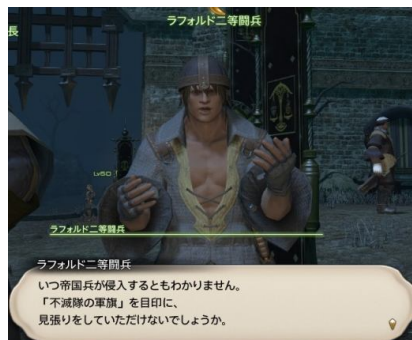 ラフォルド二等闘兵
長
Lv50
ラフォルド二等闘兵
ラフォルド二等闘兵
いつ帝国兵が侵入するともわかりません。
「不滅隊の軍旗」を目印に、
見張りをしていただけないでしょうか。